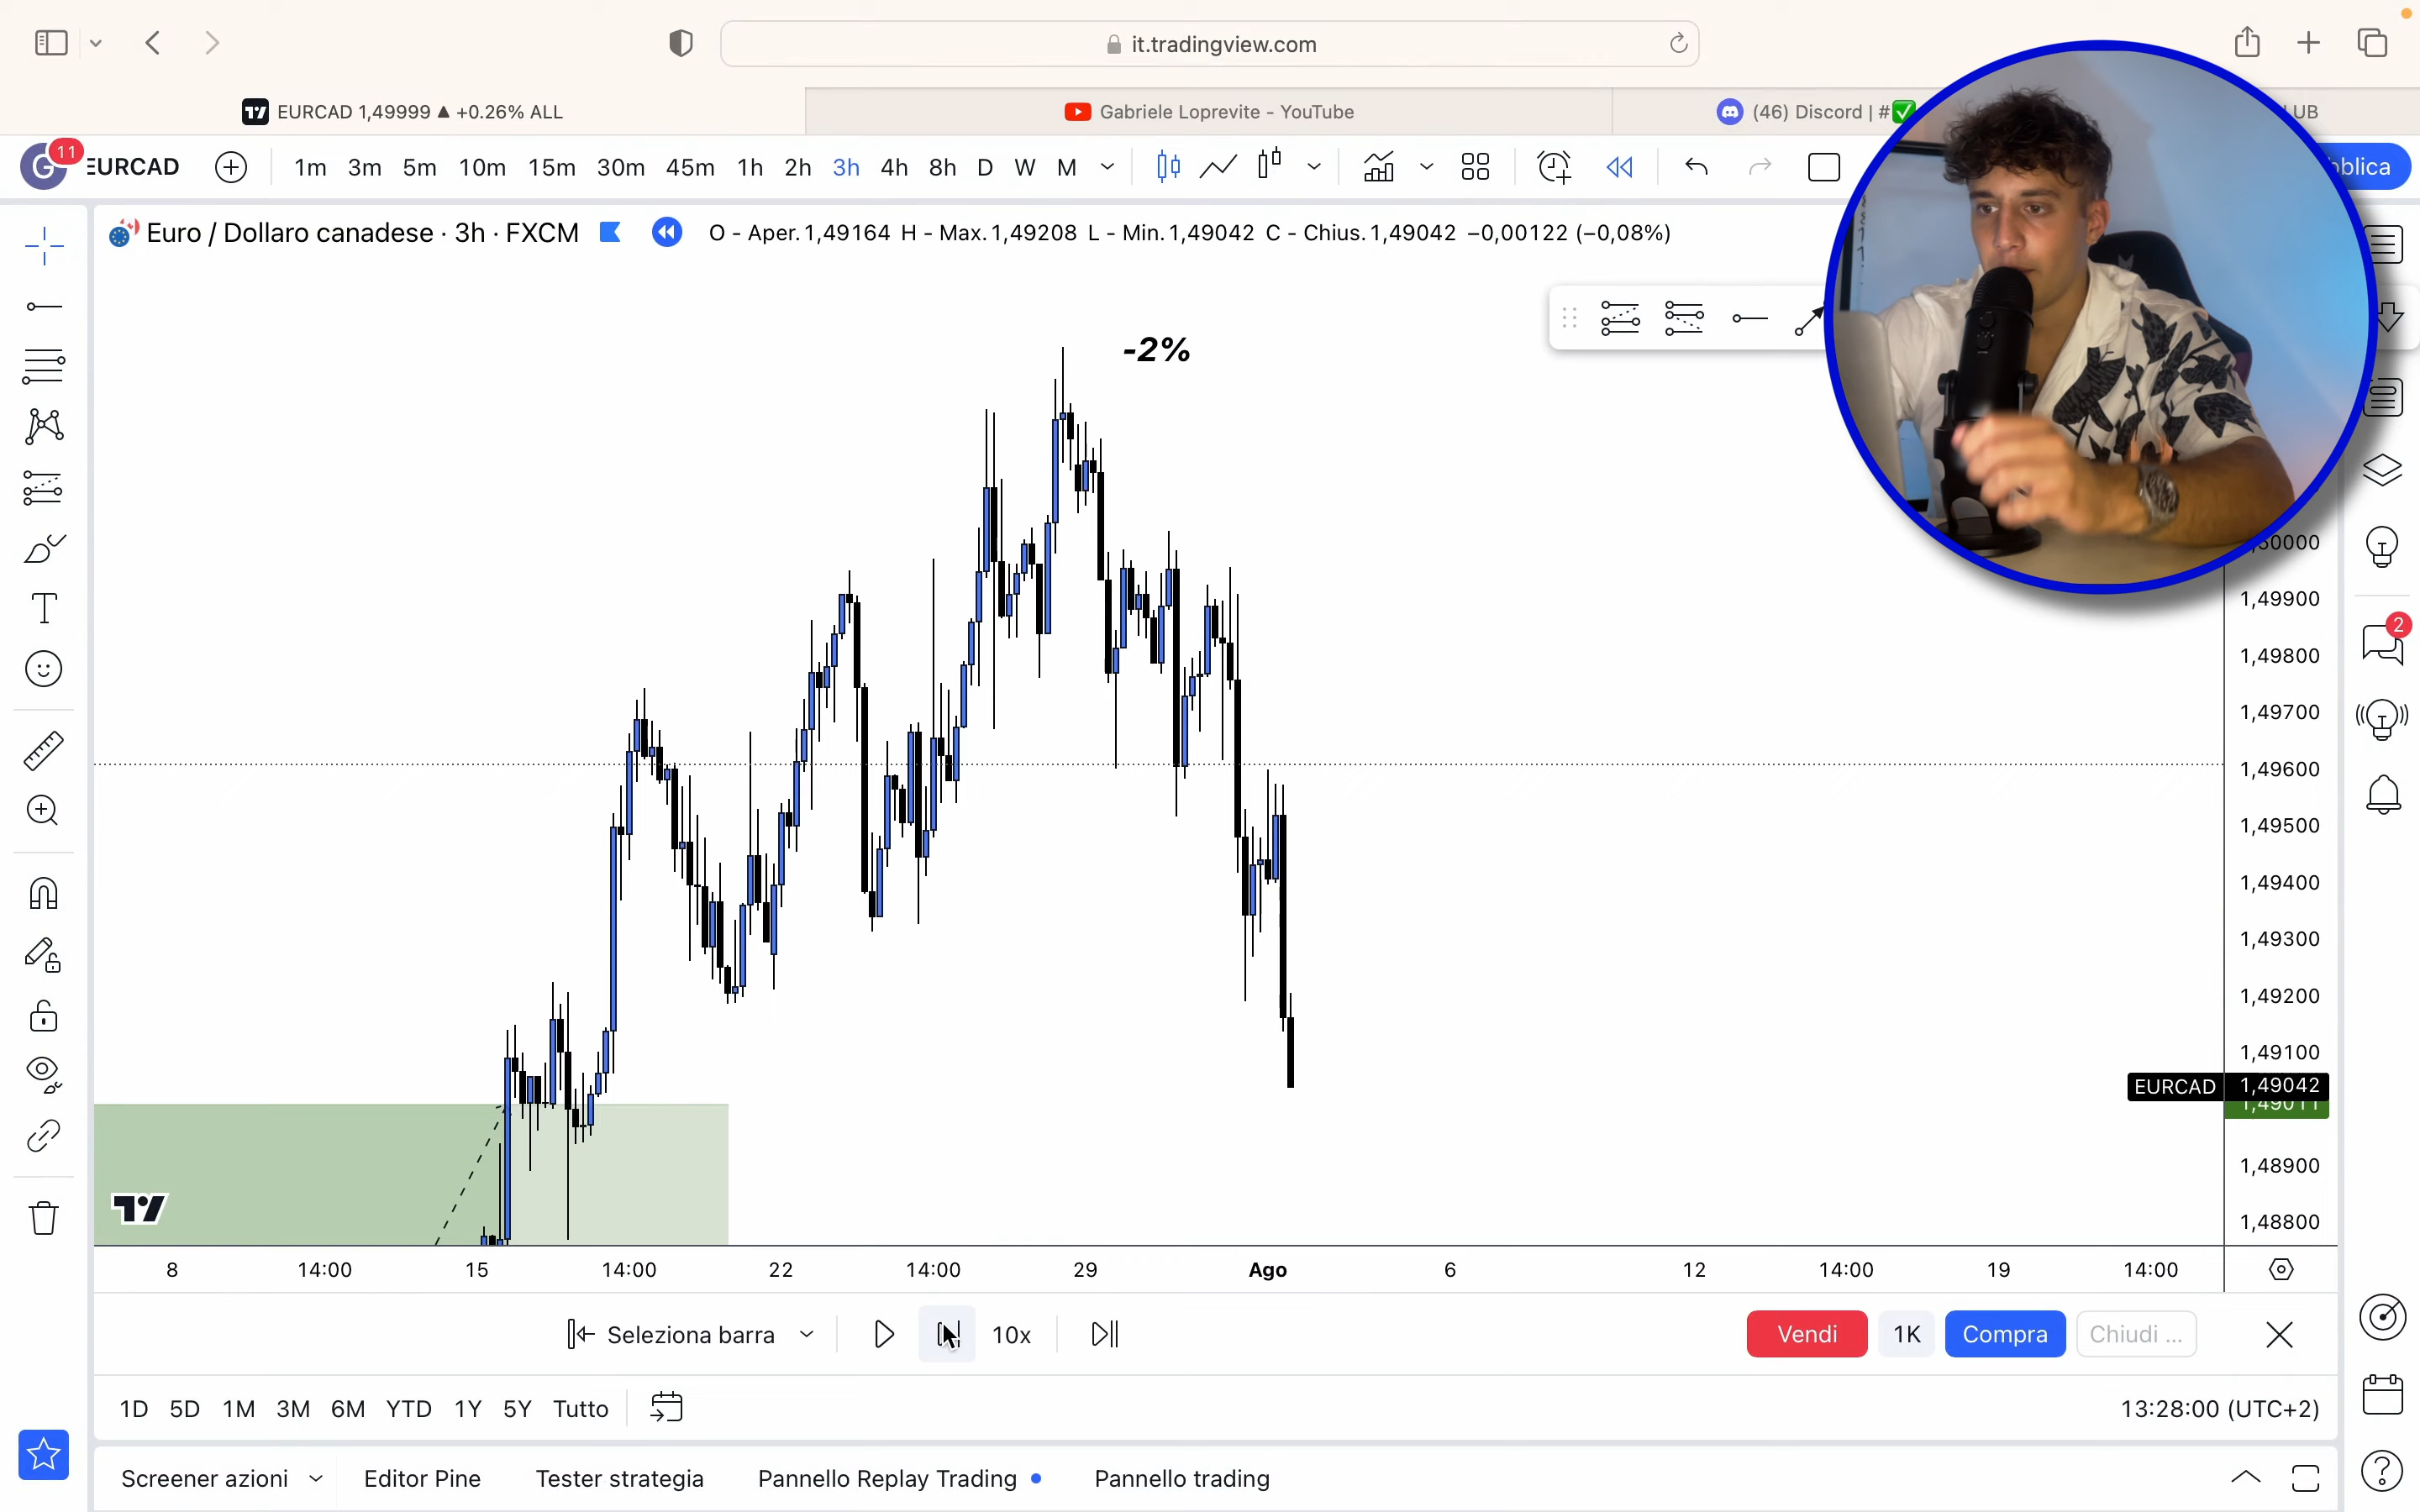 it.tradingview.com
EURCAD 1,49999 ▲ +0.26% ALL
Gabriele Loprevite - YouTube
(46) Discord | #✅
LUB
G
11
EURCAD
1m 3m 5m 10m 15m 30m 45m 1h 2h 3h 4h 8h D W M
bblica
Euro / Dollaro canadese · 3h · FXCM
O - Aper. 1,49164 H - Max. 1,49208 L - Min. 1,49042 C - Chius. 1,49042 −0,00122 (−0,08%)
-2%
1,49900
2
1,49800
1,49700
1,49600
1,49500
1,49400
1,49300
1,49200
1,49100
EURCAD 1,49042
1,49011
1,48900
1,48800
8 14:00 15 14:00 22 14:00 29 Ago 6 12 14:00 19 14:00
Seleziona barra 10x Vendi 1K Compra Chiudi ...
1D 5D 1M 3M 6M YTD 1Y 5Y Tutto
13:28:00 (UTC+2)
Screener azioni Editor Pine Tester strategia Pannello Replay Trading Pannello trading